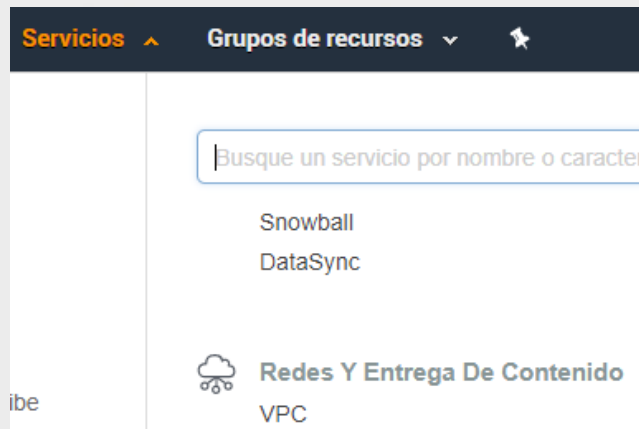 Servicios Grupos de recursos
Busque un servicio por nombre o caracter
Snowball
DataSync
Redes Y Entrega De Contenido
ibe
VPC